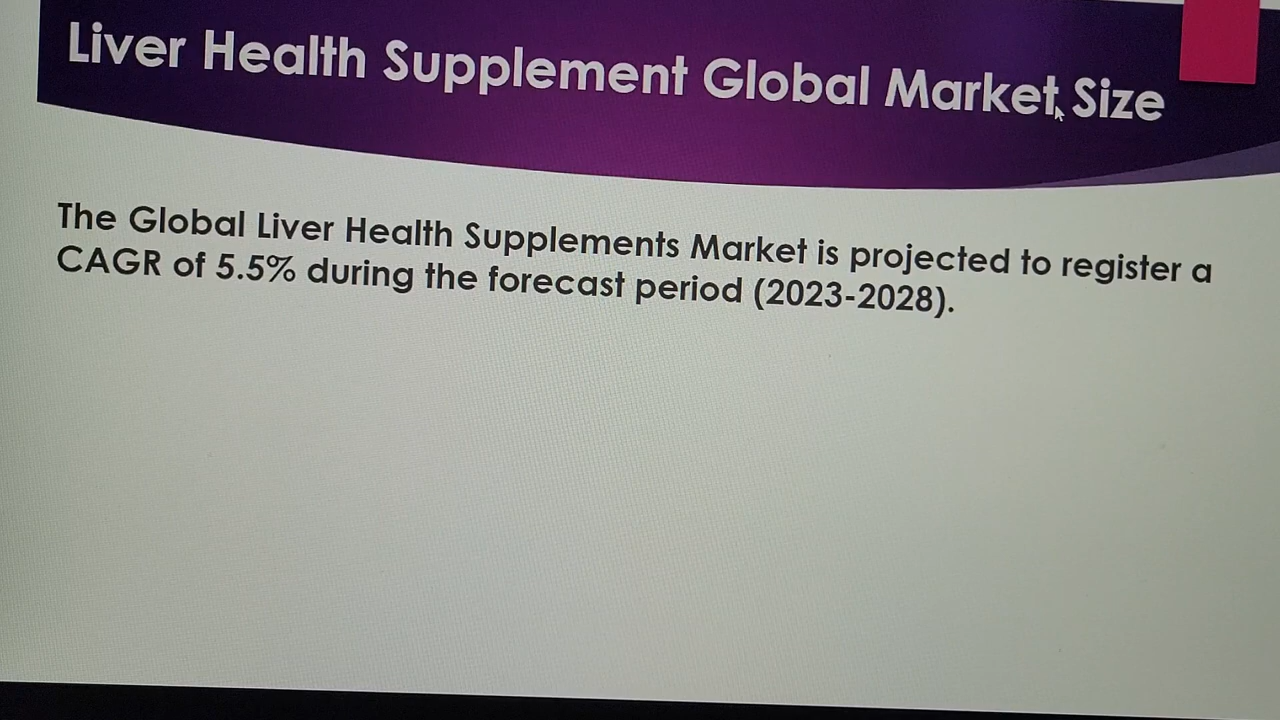 Liver Health Supplement Global Market Size
The Global Liver Health Supplements Market is projected to register a
CAGR of 5.5% during the forecast period (2023-2028).